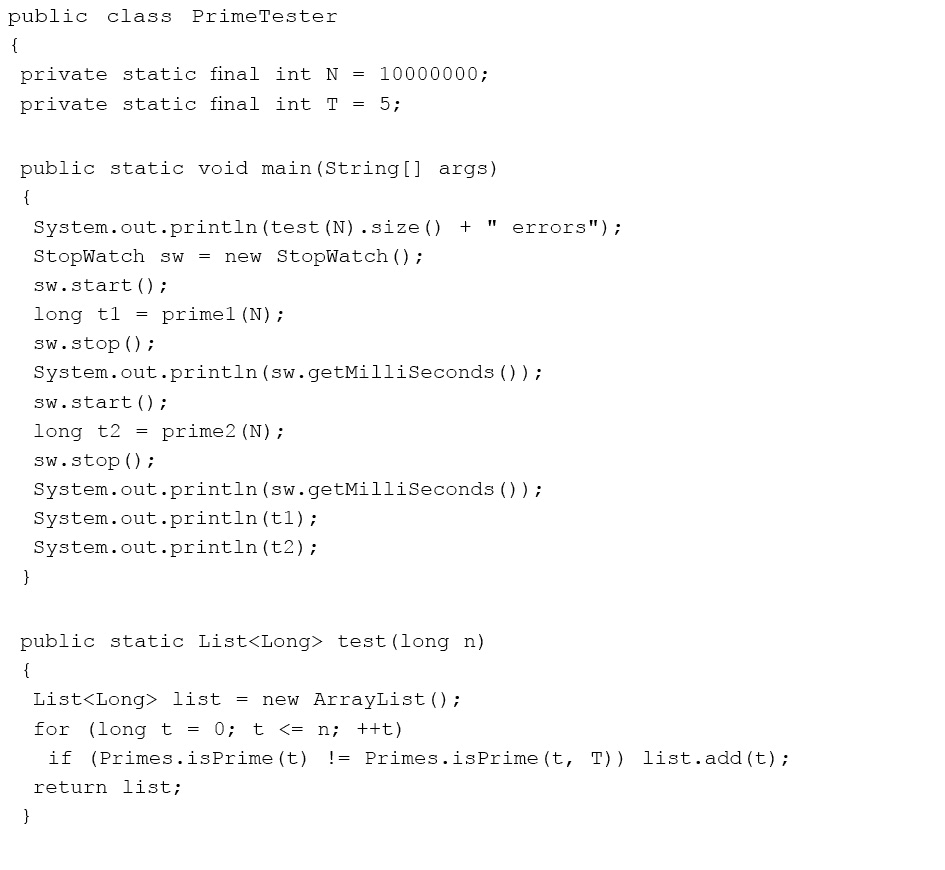 public class PrimeTester
{
private static final int N = 10000000;
private static final int T = 5;
public static void main(String[] args)
{
System.out.println(test(N).size() + " errors");
StopWatch sw = new StopWatch();
sw.start();
long t1 = prime1(N);
sw.stop();
System.out.println(sw.getMilliSeconds());
sw.start();
long t2 = prime2(N);
sw.stop();
System.out.println(sw.getMilliSeconds());
System.out.println(t1);
System.out.println(t2);
}
public static List<Long> test(long n)
{
List<Long> list = new ArrayList();
for (long t = 0; t <= n; ++t)
if (Primes.isPrime(t) != Primes.isPrime(t, T)) list.add(t);
return list;
}